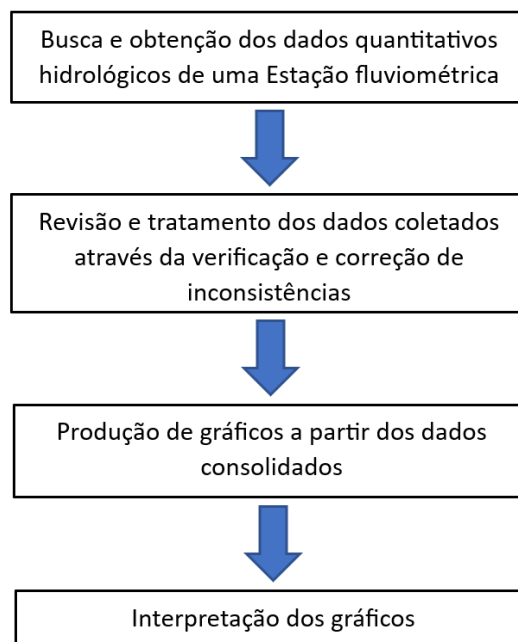 Busca e obtenção dos dados quantitativos
hidrológicos de uma Estação fluviométrica
Revisão e tratamento dos dados coletados
através da verificação e correção de
inconsistências
Produção de gráficos a partir dos dados
consolidados
Interpretação dos gráficos